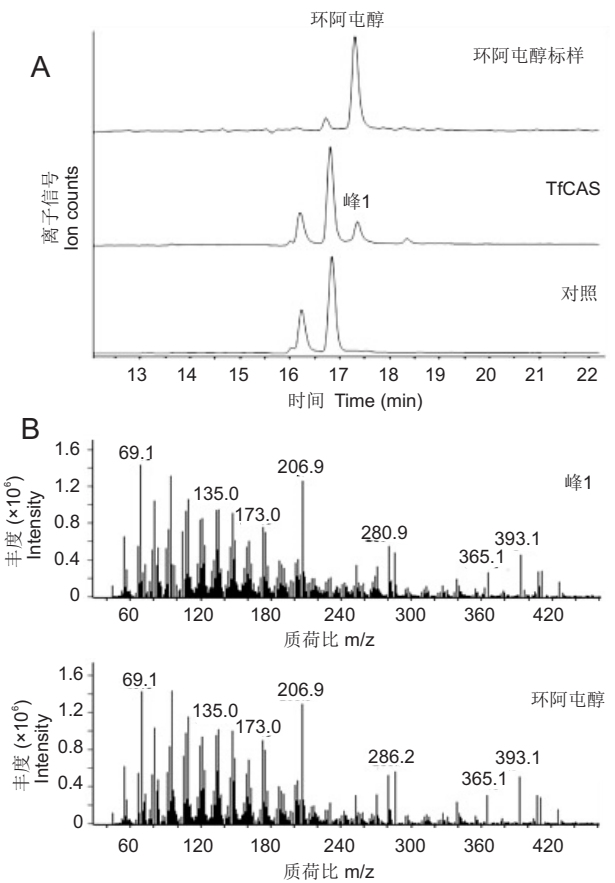 环阿屯醇
A
环阿屯醇标样
TfCAS
峰1
对照
离子信号
Ion counts
13 14 15 16 17 18 19 20 21 22
时间 Time (min)
B
1.6
1.2
0.8
0.4
0
69.1
135.0
173.0
206.9
280.9
365.1
393.1
峰1
丰度 (×10⁶)
Intensity
60 120 180 240 300 360 420
质荷比 m/z
1.6
1.2
0.8
0.4
0
69.1
135.0
173.0
206.9
286.2
365.1
393.1
环阿屯醇
丰度 (×10⁶)
Intensity
60 120 180 240 300 360 420
质荷比 m/z